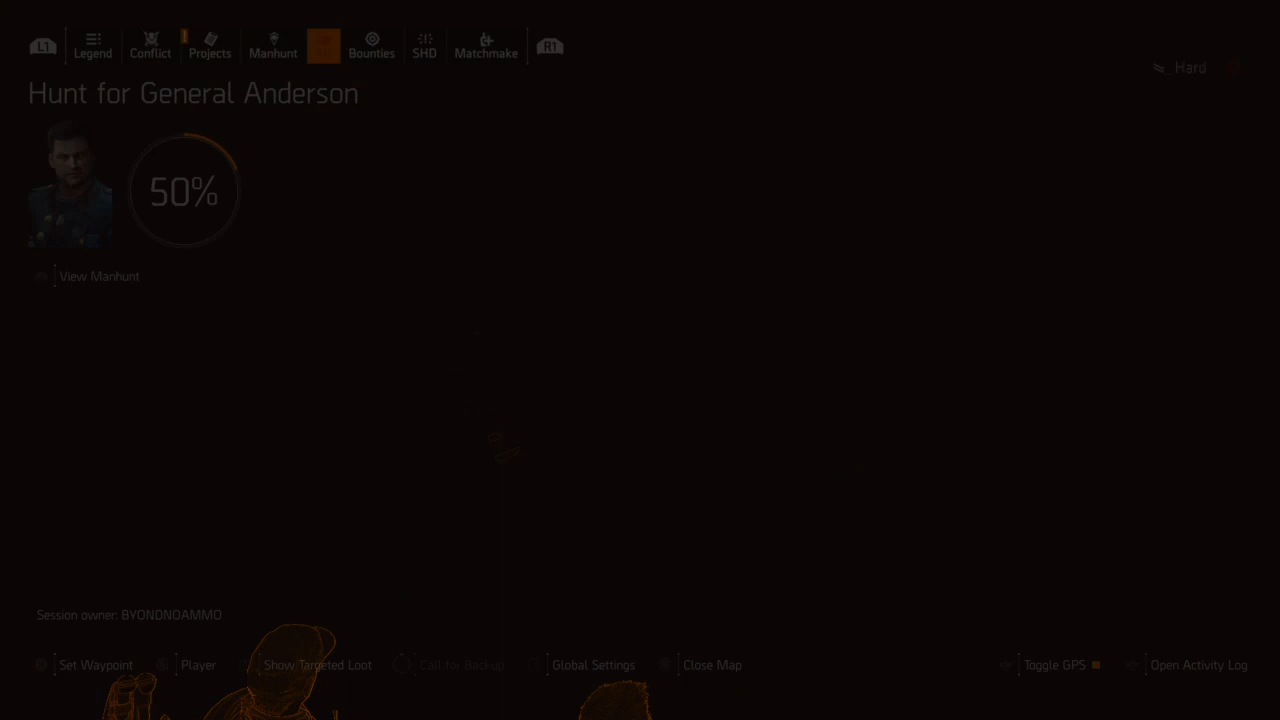 L1 Legend Conflict Projects Manhunt Bounties SHD Matchmake R1
Hard
Hunt for General Anderson
50%
View Manhunt
Session owner: BYONDNOAMMO
Set Waypoint Player Show Targeted Loot Call for Backup Global Settings Close Map Toggle GPS Open Activity Log